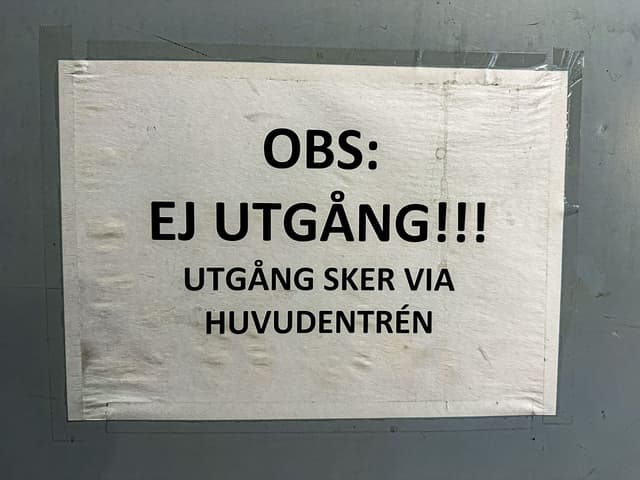 OBS:
EJ UTGÅNG!!!
UTGÅNG SKER VIA
HUVUDENTRÉN